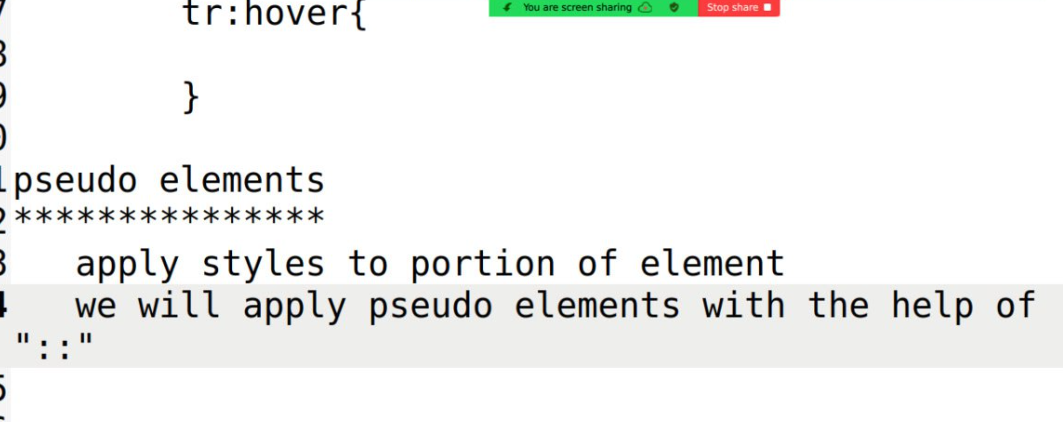 tr:hover{
You are screen sharing Stop share
}
pseudo elements
***************
apply styles to portion of element
we will apply pseudo elements with the help of
"::"